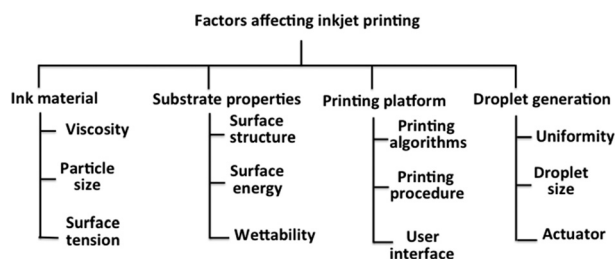 Factors affecting inkjet printing
Ink material
Viscosity
Particle
size
Surface
tension
Substrate properties
Surface
structure
Surface
energy
Wettability
Printing platform
Printing
algorithms
Printing
procedure
User
interface
Droplet generation
Uniformity
Droplet
size
Actuator